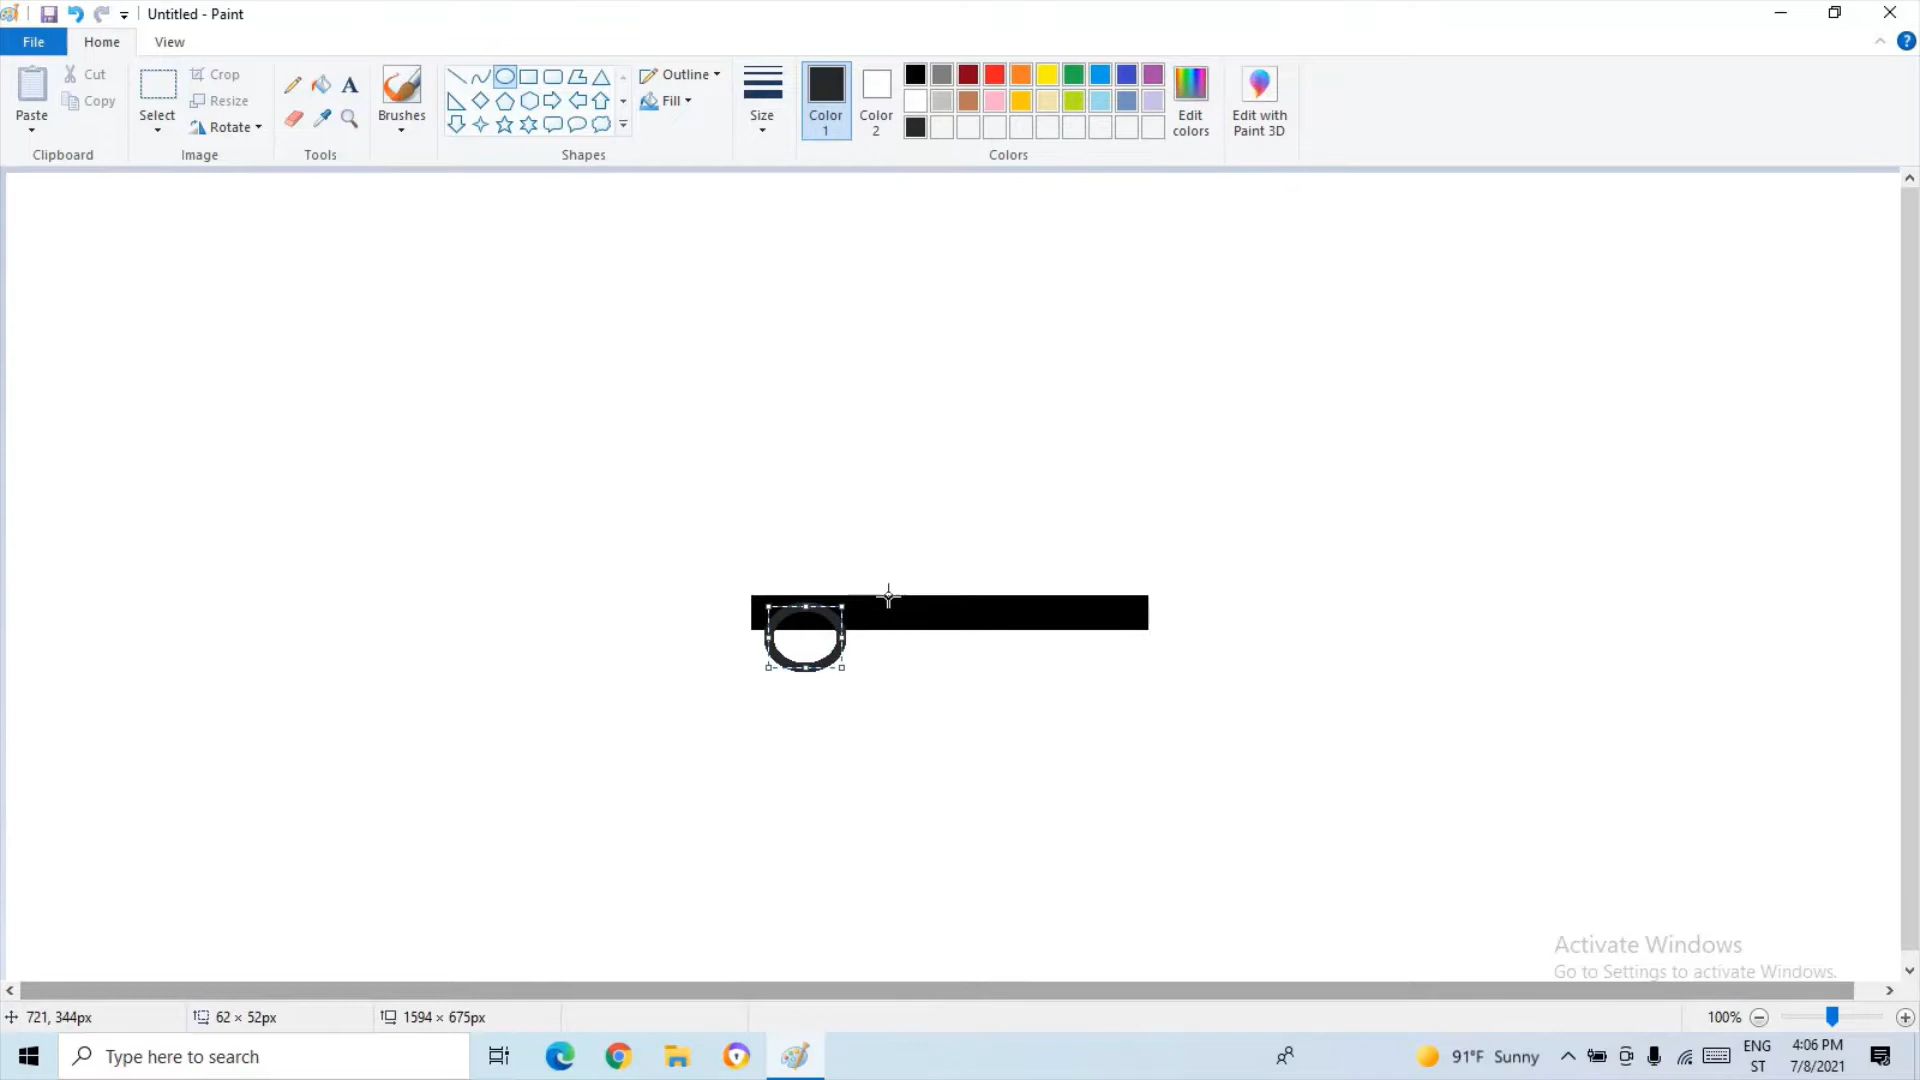 Untitled - Paint
File Home View
Paste
Cut
Copy
Clipboard
Select
Crop
Resize
Rotate
Image
A
Tools
Brushes
Shapes
Outline
Fill
Size
Color 1
Color 2
Colors
Edit colors
Edit with Paint 3D
?
Activate Windows
Go to Settings to activate Windows.
721, 344px
62 × 52px
1594 × 675px
100%
Type here to search
91°F Sunny
ENG
ST
4:06 PM
7/8/2021